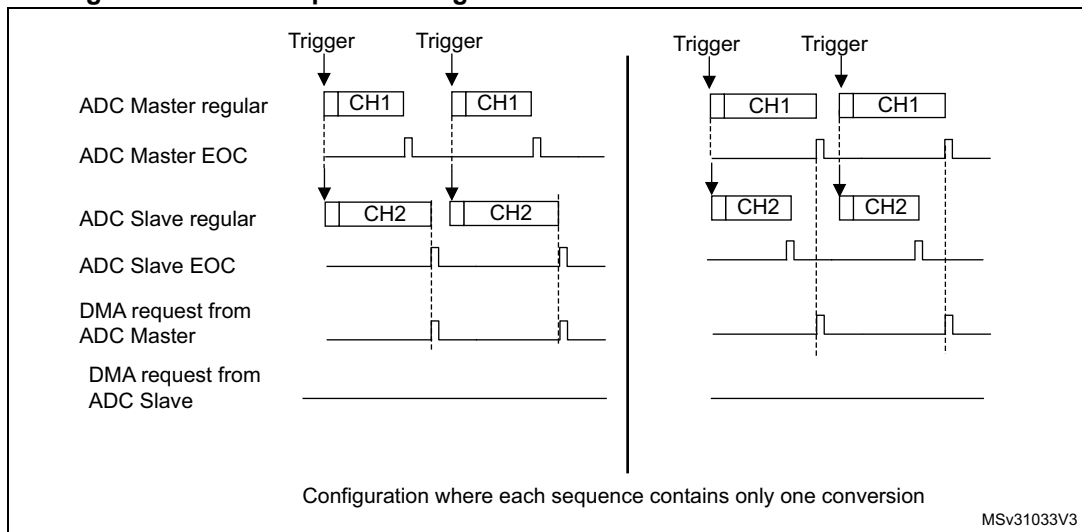 Trigger Trigger Trigger Trigger
ADC Master regular CH1 CH1 CH1 CH1
ADC Master EOC
ADC Slave regular CH2 CH2 CH2 CH2
ADC Slave EOC
DMA request from
ADC Master
DMA request from
ADC Slave
Configuration where each sequence contains only one conversion
MSv31033V3